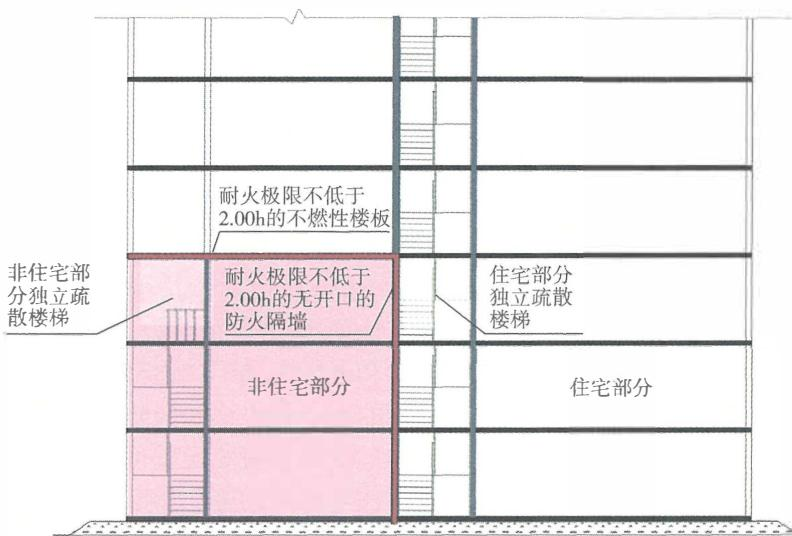 耐火极限不低于
2.00h的不燃性楼板
非住宅部
分独立疏
散楼梯
耐火极限不低于
2.00h的无开口的
防火隔墙
住宅部分
独立疏散
楼梯
非住宅部分
住宅部分